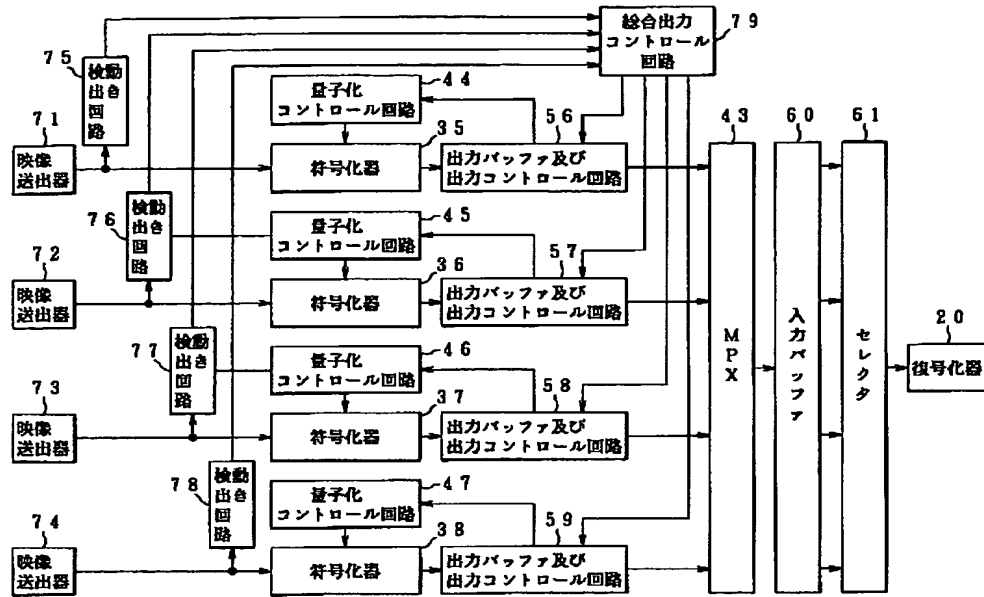 総合出力
コントロール
回路
７９
７５
検動
出き
回
路
量子化
コントロール回路
４４
７１
映像
送出器
３５
符号化器
５６
出力バッファ及び
出力コントロール回路
４３
MPX
６０
入力バッファ
６１
セレクタ
７６
検動
出き
回
路
量子化
コントロール回路
４５
７２
映像
送出器
３６
符号化器
５７
出力バッファ及び
出力コントロール回路
２０
復号化器
７７
検動
出き
回
路
量子化
コントロール回路
４６
７３
映像
送出器
３７
符号化器
５８
出力バッファ及び
出力コントロール回路
７８
検動
出き
回
路
量子化
コントロール回路
４７
７４
映像
送出器
３８
符号化器
５９
出力バッファ及び
出力コントロール回路